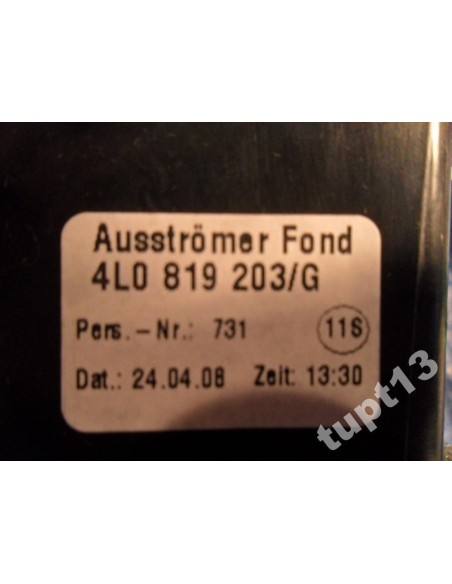 Ausströmer Fond
4L0 819 203/G
Pers.-Nr.: 731 11S
Dat.: 24.04.08 Zeit: 13:30
tupt13